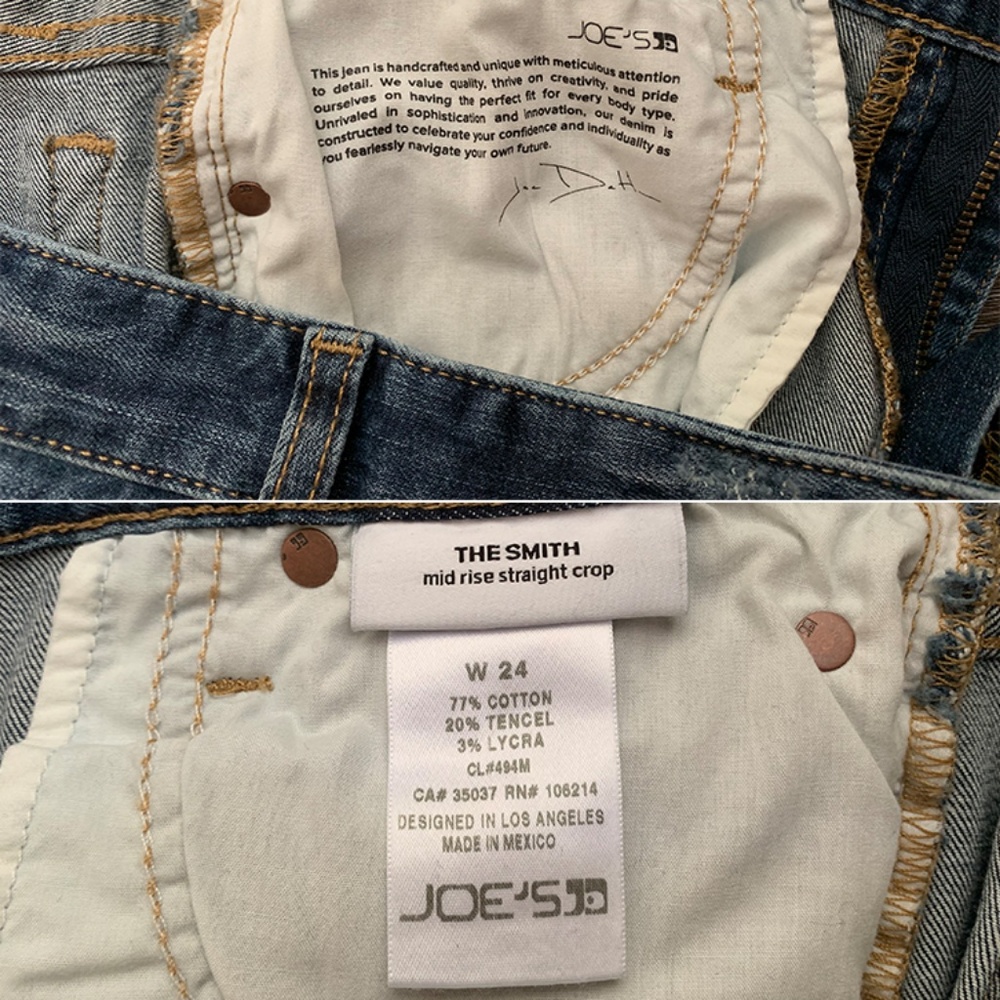 JOE'S
This jean is handcrafted and unique with meticulous attention
to detail. We value quality, thrive on creativity, and pride
ourselves on having the perfect fit for every body type.
Unrivaled in sophistication and innovation, our denim is
constructed to celebrate your confidence and individuality as
you fearlessly navigate your own future.
Joe Dahl
THE SMITH
mid rise straight crop
W 24
77% COTTON
20% TENCEL
3% LYCRA
CL#494M
CA# 35037 RN# 106214
DESIGNED IN LOS ANGELES
MADE IN MEXICO
JOE'S